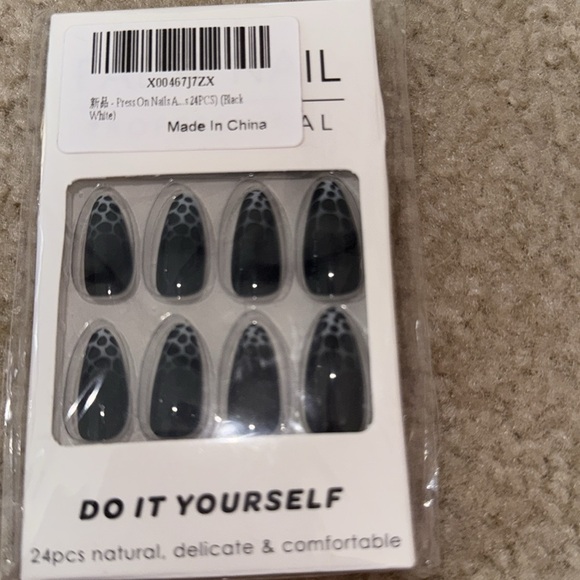 X00467J7ZX
新品 - Press On Nails A...s 24PCS) (Black
White)
Made In China
IL
AL
DO IT YOURSELF
24pcs natural, delicate & comfortable